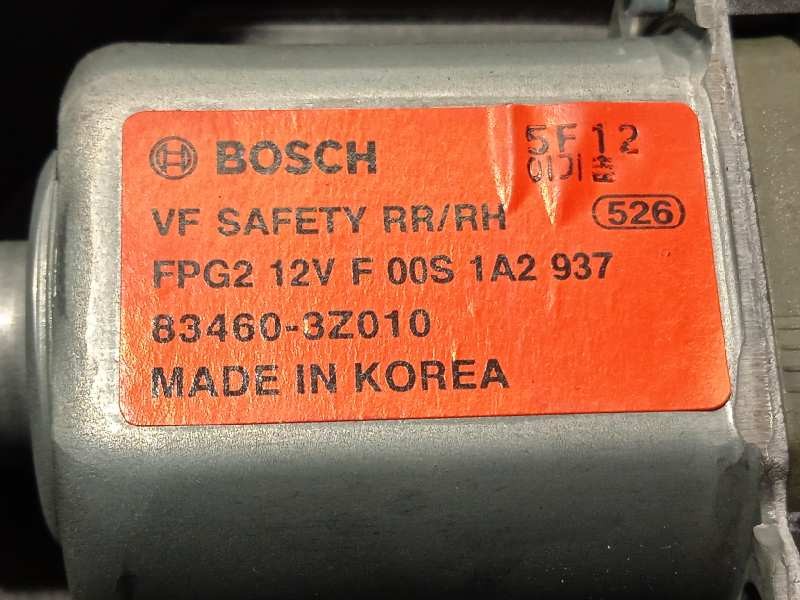 BOSCH 5F12
VF SAFETY RR/RH 526
FPG2 12V F 00S 1A2 937
83460-3Z010
MADE IN KOREA